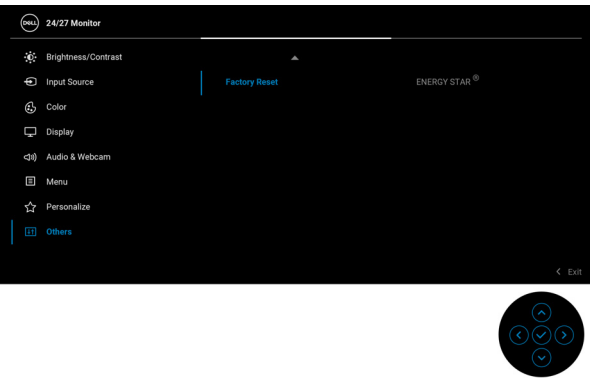 DELL 24/27 Monitor
Brightness/Contrast
Input Source
Factory Reset ENERGY STAR ®
Color
Display
Audio & Webcam
Menu
Personalize
Others
Exit